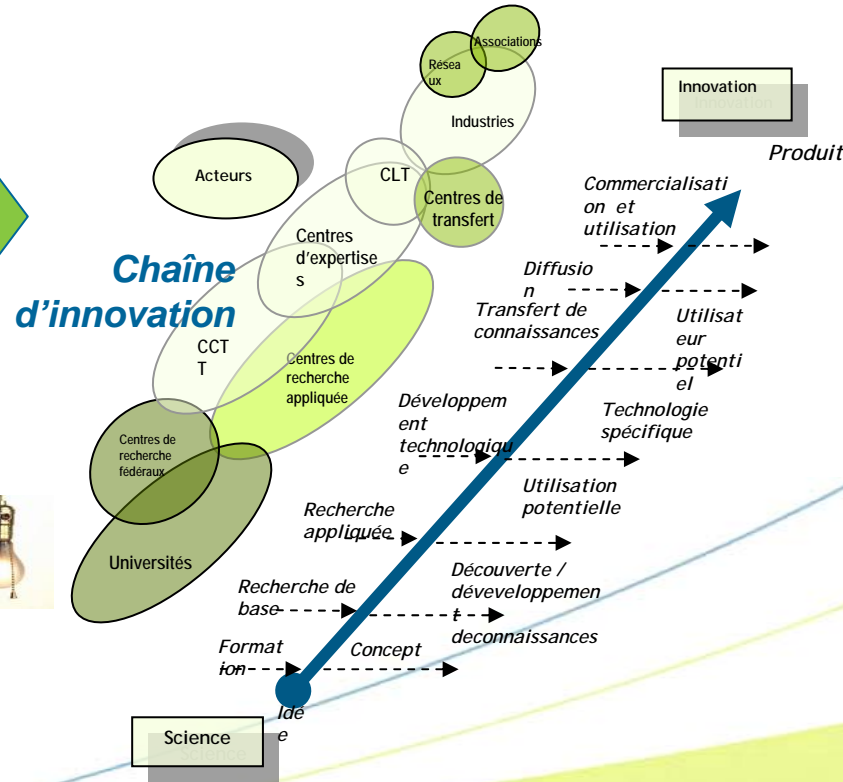 Associations
Résea
ux
Industries
Innovation
Produit
Acteurs
CLT
Centres de
transfert
Commercialisati
on et
utilisation
Centres
d'expertise
s
Chaîne
d'innovation
Diffusio
n
Transfert de
connaissances
Utilisat
eur
potenti
el
CCT
T
Centres de
recherche
appliquée
Développem
ent
technologiqu
e
Technologie
spécifique
Centres de
recherche
fédéraux
Utilisation
potentielle
Recherche
appliquée
Universités
Recherche de
base
Découverte /
déveveloppemen
t
deconnaissances
Format
ion
Concept
Idé
e
Science